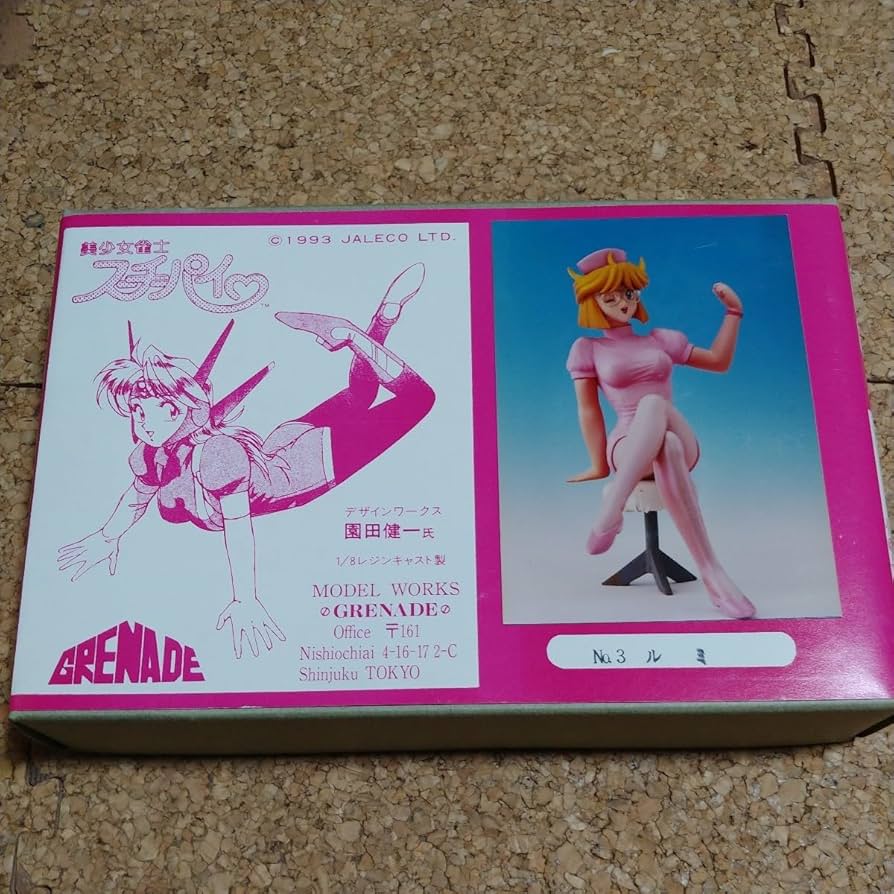 美少女雀士
スーチーパイ♡
TM
©1993 JALECO LTD.
デザインワークス
園田健一氏
1/8レジンキャスト製
MODEL WORKS
⌀GRENADE⌀
Office 〒161
Nishiochiai 4-16-17 2-C
Shinjuku TOKYO
GRENADE
No.3 ルミ